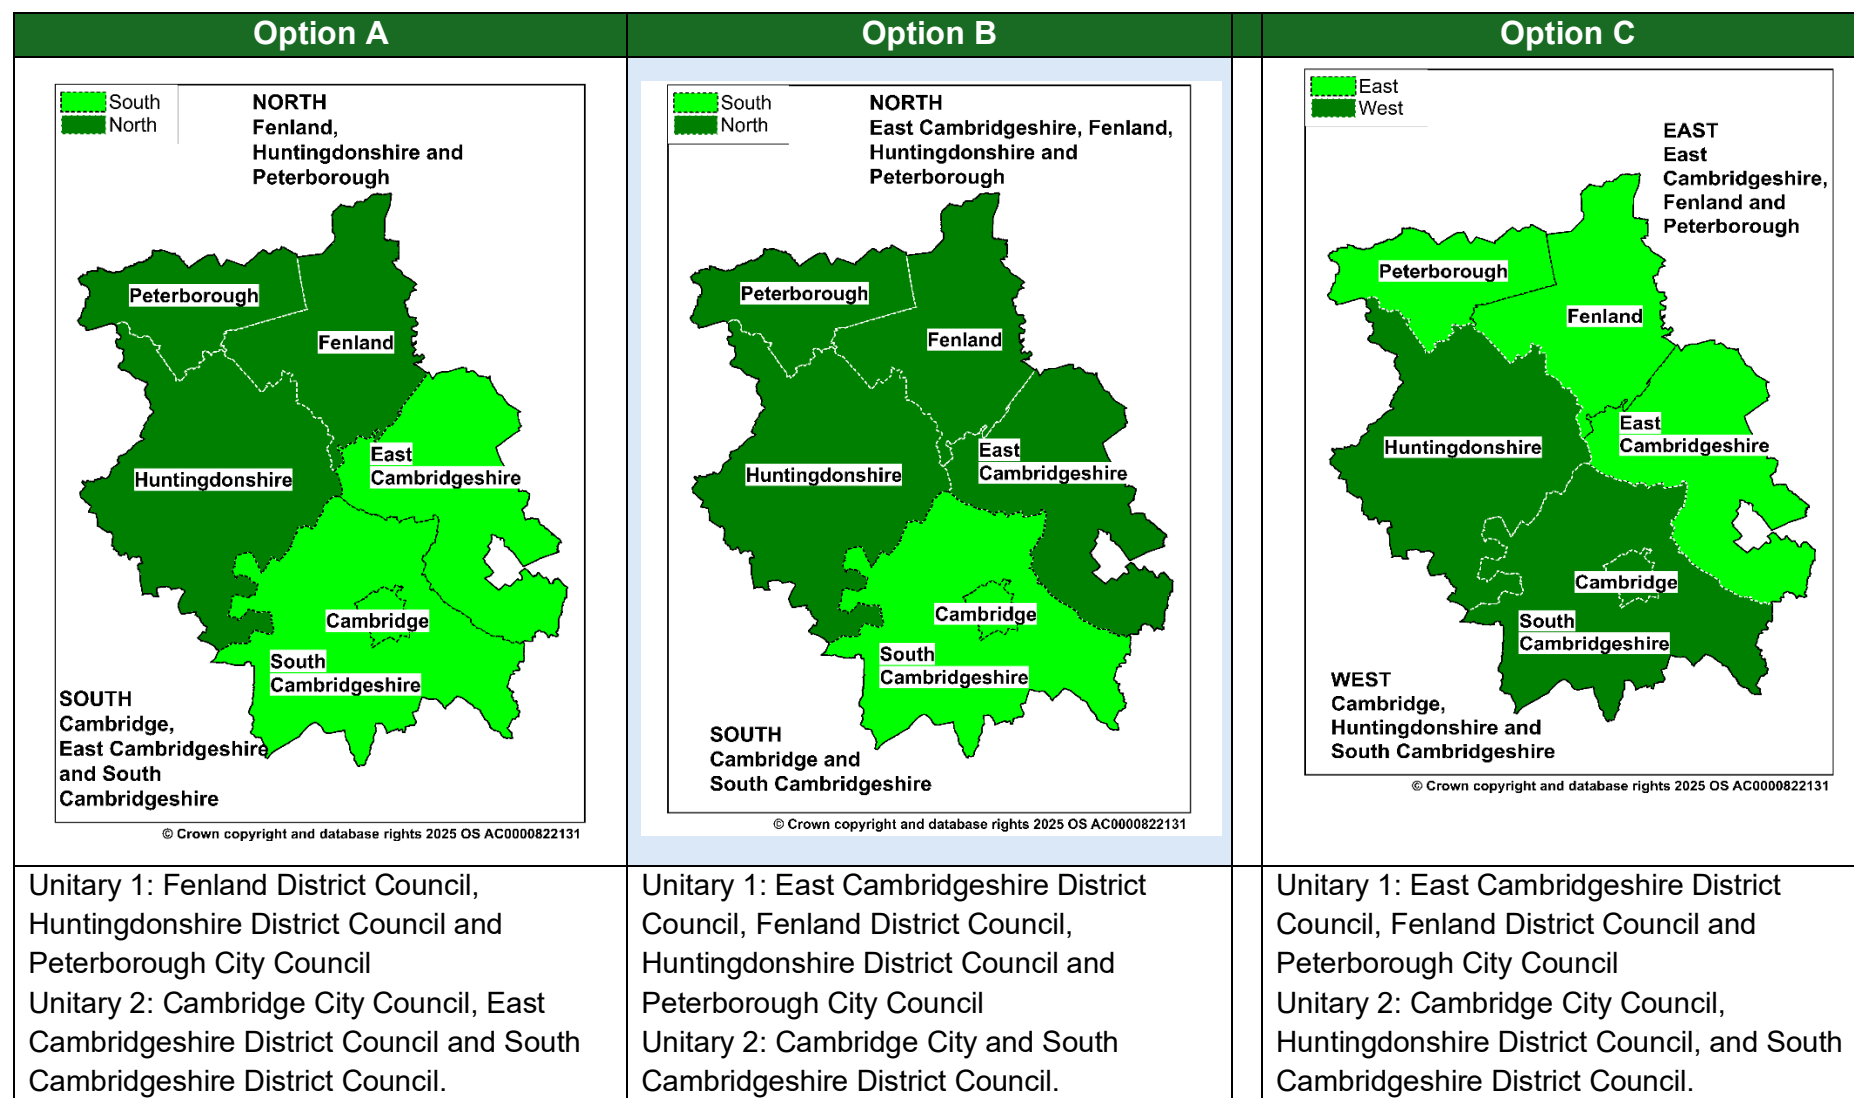 Option A
Option B
Option C
South
North
NORTH
Fenland,
Huntingdonshire and
Peterborough
Peterborough
Fenland
East
Cambridgeshire
Huntingdonshire
Cambridge
South
Cambridgeshire
SOUTH
Cambridge,
East Cambridgeshire
and South
Cambridgeshire
© Crown copyright and database rights 2025 OS AC0000822131
South
North
NORTH
East Cambridgeshire, Fenland,
Huntingdonshire and
Peterborough
Peterborough
Fenland
East
Cambridgeshire
Huntingdonshire
Cambridge
South
Cambridgeshire
SOUTH
Cambridge and
South Cambridgeshire
© Crown copyright and database rights 2025 OS AC0000822131
East
West
EAST
East
Cambridgeshire,
Fenland and
Peterborough
Peterborough
Fenland
East
Cambridgeshire
Huntingdonshire
Cambridge
South
Cambridgeshire
WEST
Cambridge,
Huntingdonshire and
South Cambridgeshire
© Crown copyright and database rights 2025 OS AC0000822131
Unitary 1: Fenland District Council,
Huntingdonshire District Council and
Peterborough City Council
Unitary 2: Cambridge City Council, East
Cambridgeshire District Council and South
Cambridgeshire District Council.
Unitary 1: East Cambridgeshire District
Council, Fenland District Council,
Huntingdonshire District Council and
Peterborough City Council
Unitary 2: Cambridge City and South
Cambridgeshire District Council.
Unitary 1: East Cambridgeshire District
Council, Fenland District Council and
Peterborough City Council
Unitary 2: Cambridge City Council,
Huntingdonshire District Council, and South
Cambridgeshire District Council.